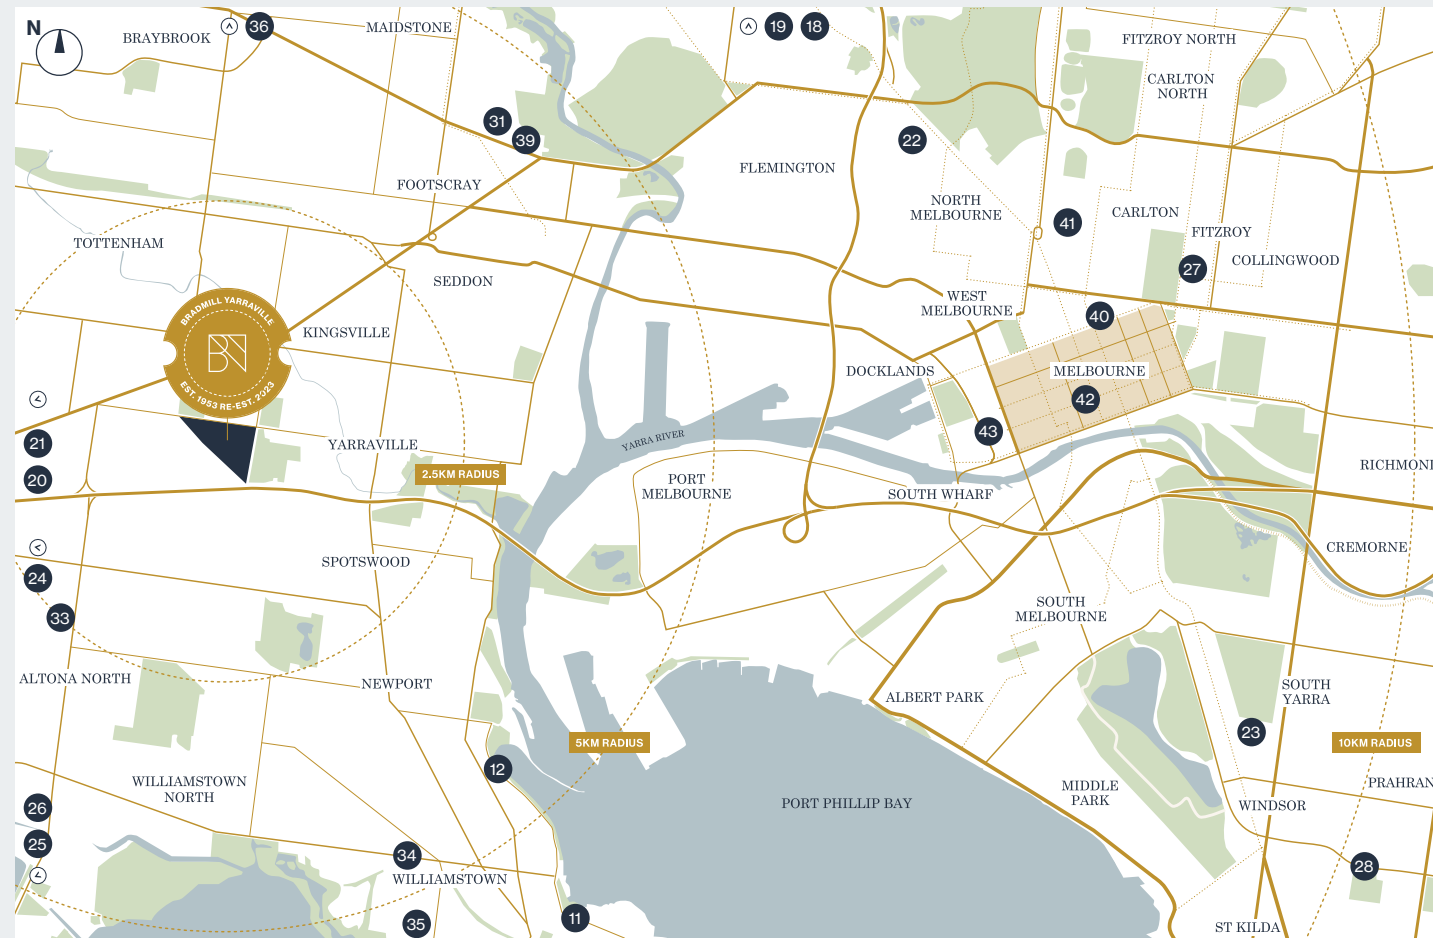 N
BRAYBROOK
36
MAIDSTONE
19
18
FITZROY NORTH
CARLTON
NORTH
31
39
22
FLEMINGTON
FOOTSCRAY
NORTH
MELBOURNE
41
CARLTON
FITZROY
COLLINGWOOD
27
TOTTENHAM
SEDDON
WEST
MELBOURNE
40
BRADMILL YARRAVILLE
BN
EST. 1953 RE-EST. 2023
KINGSVILLE
DOCKLANDS
MELBOURNE
42
43
21
20
YARRAVILLE
YARRA RIVER
2.5KM RADIUS
PORT
MELBOURNE
SOUTH WHARF
RICHMON
24
33
SPOTSWOOD
CREMORNE
SOUTH
MELBOURNE
ALTONA NORTH
NEWPORT
ALBERT PARK
SOUTH
YARRA
23
5KM RADIUS
10KM RADIUS
12
WILLIAMSTOWN
NORTH
PORT PHILLIP BAY
MIDDLE
PARK
WINDSOR
PRAHRAN
26
25
34
WILLIAMSTOWN
28
35
11
ST KILDA